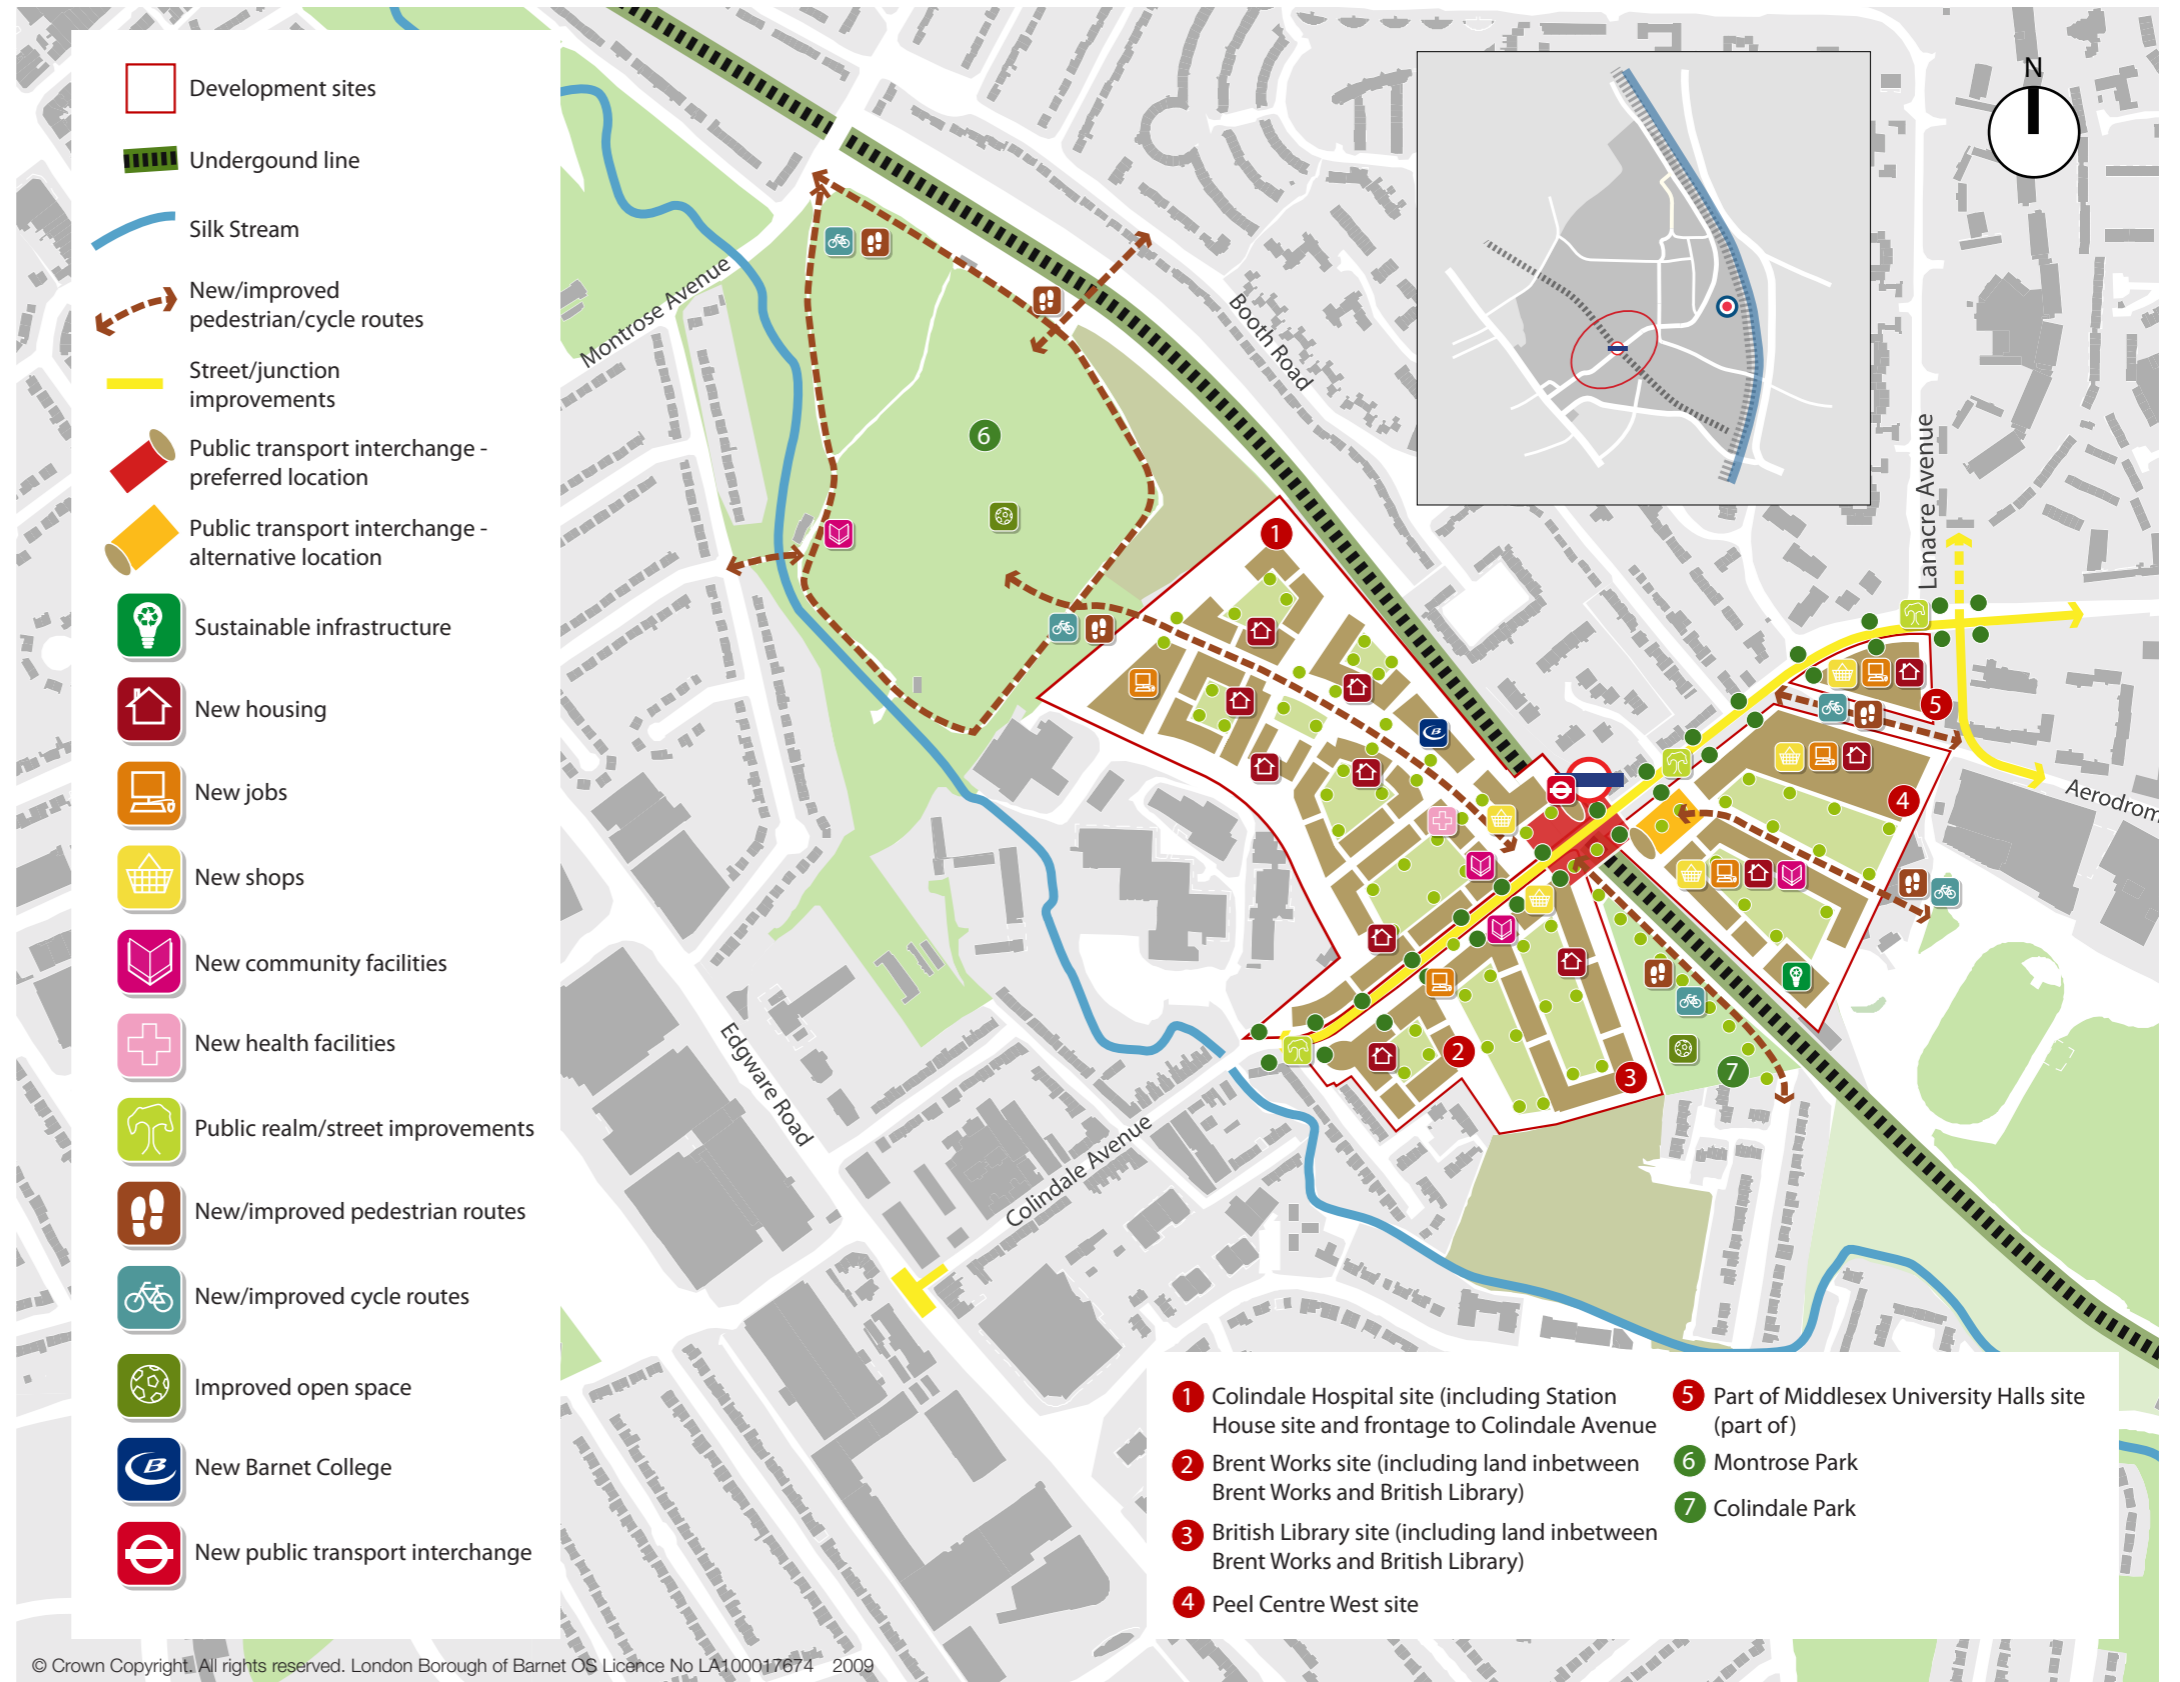 Development sites
Undergound line
Silk Stream
New/improved
pedestrian/cycle routes
Street/junction
improvements
Public transport interchange -
preferred location
Public transport interchange -
alternative location
Sustainable infrastructure
New housing
New jobs
New shops
New community facilities
New health facilities
Public realm/street improvements
New/improved pedestrian routes
New/improved cycle routes
Improved open space
B
New Barnet College
New public transport interchange
Montrose Avenue
Booth Road
Lanacre Avenue
Aerodrom
Edgware Road
Colindale Avenue
N
1
2
3
4
5
6
7
B
1 Colindale Hospital site (including Station
House site and frontage to Colindale Avenue
2 Brent Works site (including land inbetween
Brent Works and British Library)
3 British Library site (including land inbetween
Brent Works and British Library)
4 Peel Centre West site
5 Part of Middlesex University Halls site
(part of)
6 Montrose Park
7 Colindale Park
© Crown Copyright. All rights reserved. London Borough of Barnet OS Licence No LA100017674 2009